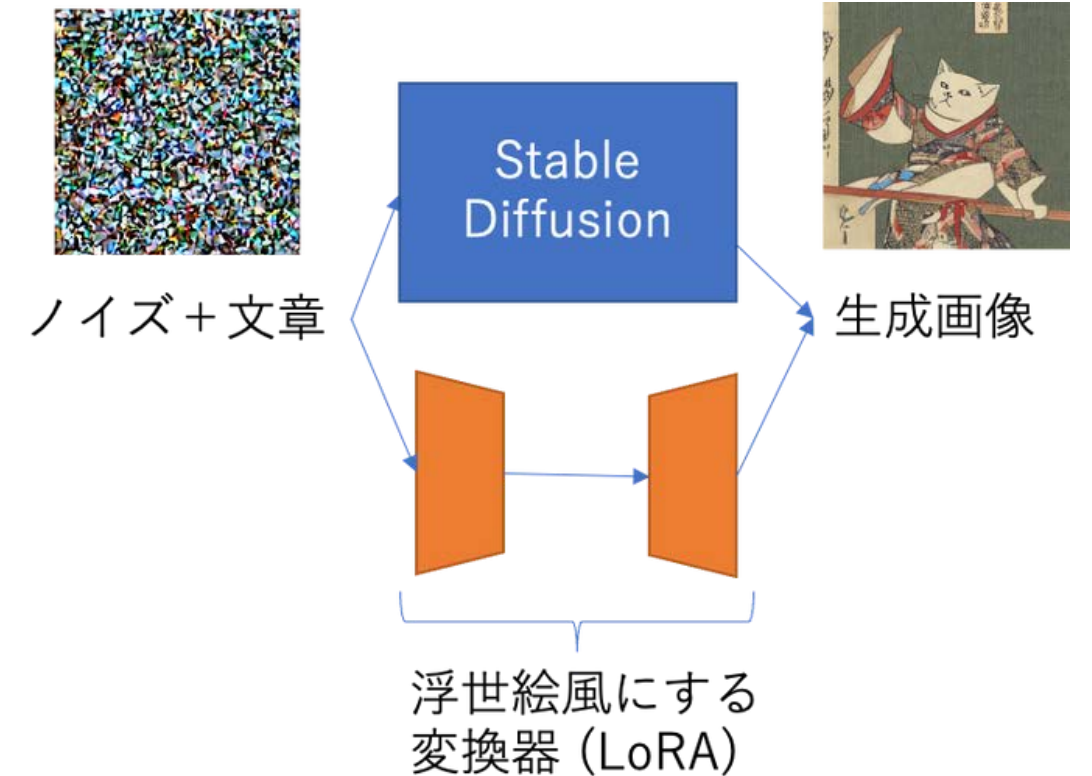 Stable
Diffusion
ノイズ＋文章
生成画像
浮世絵風にする
変換器 (LoRA)